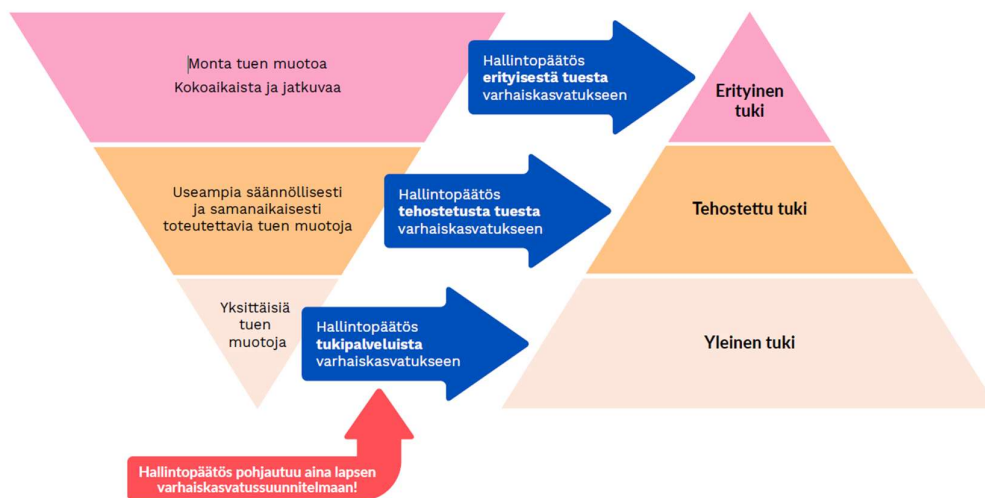 Monta tuen muotoa
Kokoaikaista ja jatkuvaa
Hallintopäätös
erityisestä tuesta
varhaiskasvatukseen
Erityinen
tuki
Useampia säännöllisesti
ja samanaikaisesti
toteutettavia tuen muotoja
Hallintopäätös
tehostetusta tuesta
varhaiskasvatukseen
Tehostettu tuki
Yksittäisiä
tuen
muotoja
Hallintopäätös
tukipalveluista
varhaiskasvatukseen
Yleinen tuki
Hallintopäätös pohjautuu aina lapsen
varhaiskasvatussuunnitelmaan!